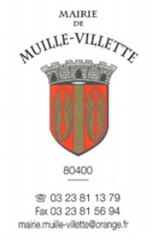 MAIRIE
DE
MUILLE-VILLETTE
80400
☏ 03 23 81 13 79
Fax 03 23 81 56 94
mairie.muille-villette@orange.fr